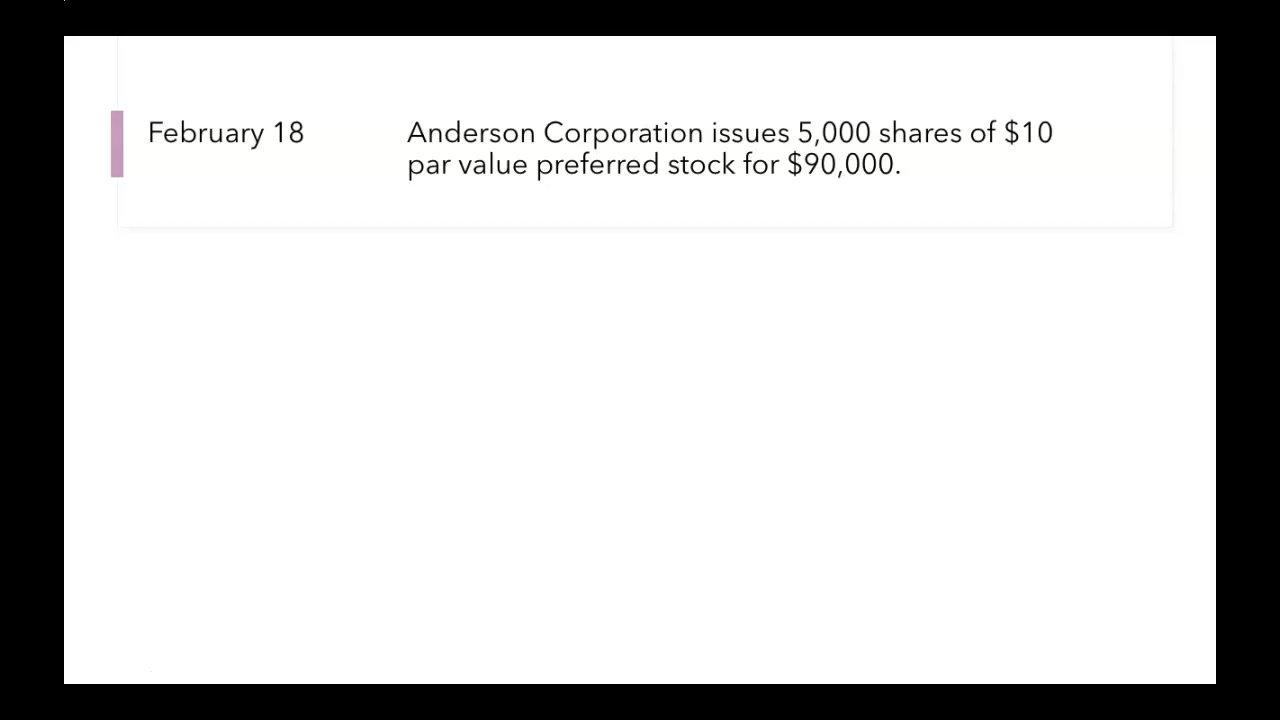 February 18
Anderson Corporation issues 5,000 shares of $10
par value preferred stock for $90,000.